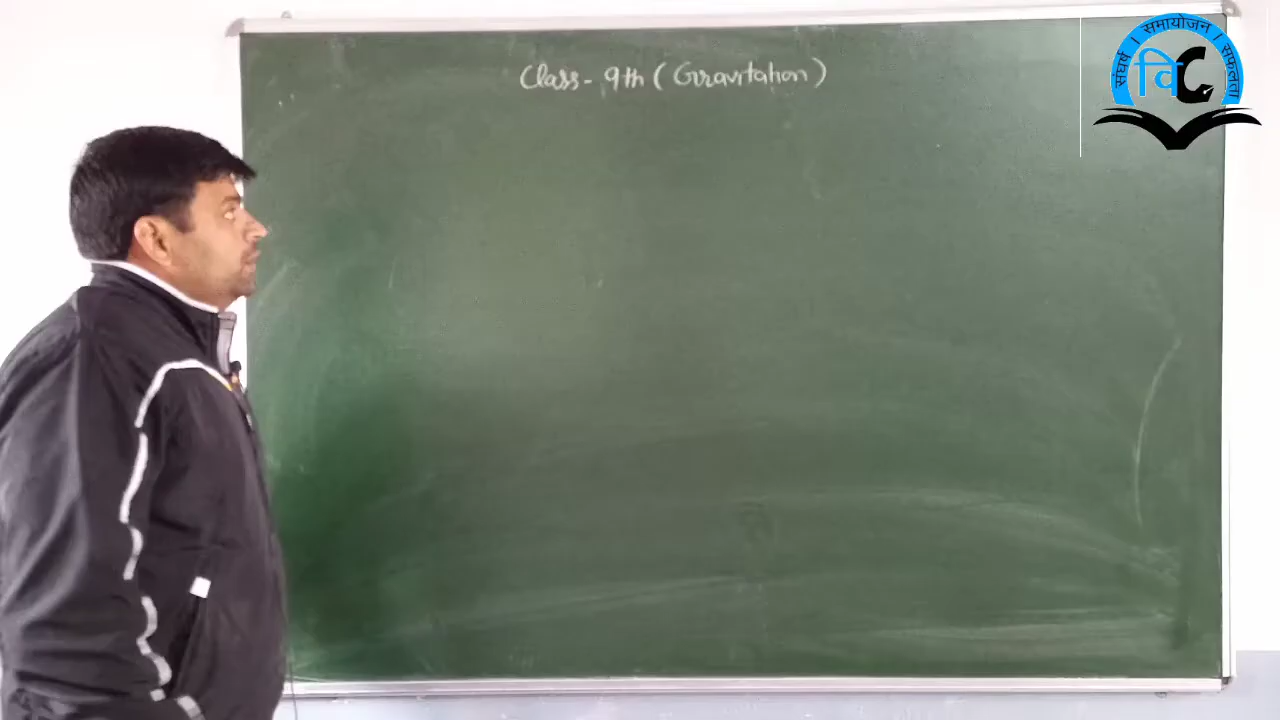 Class - 9th ( Gravitation )
संघर्ष । समायोजन । सफलता
विC